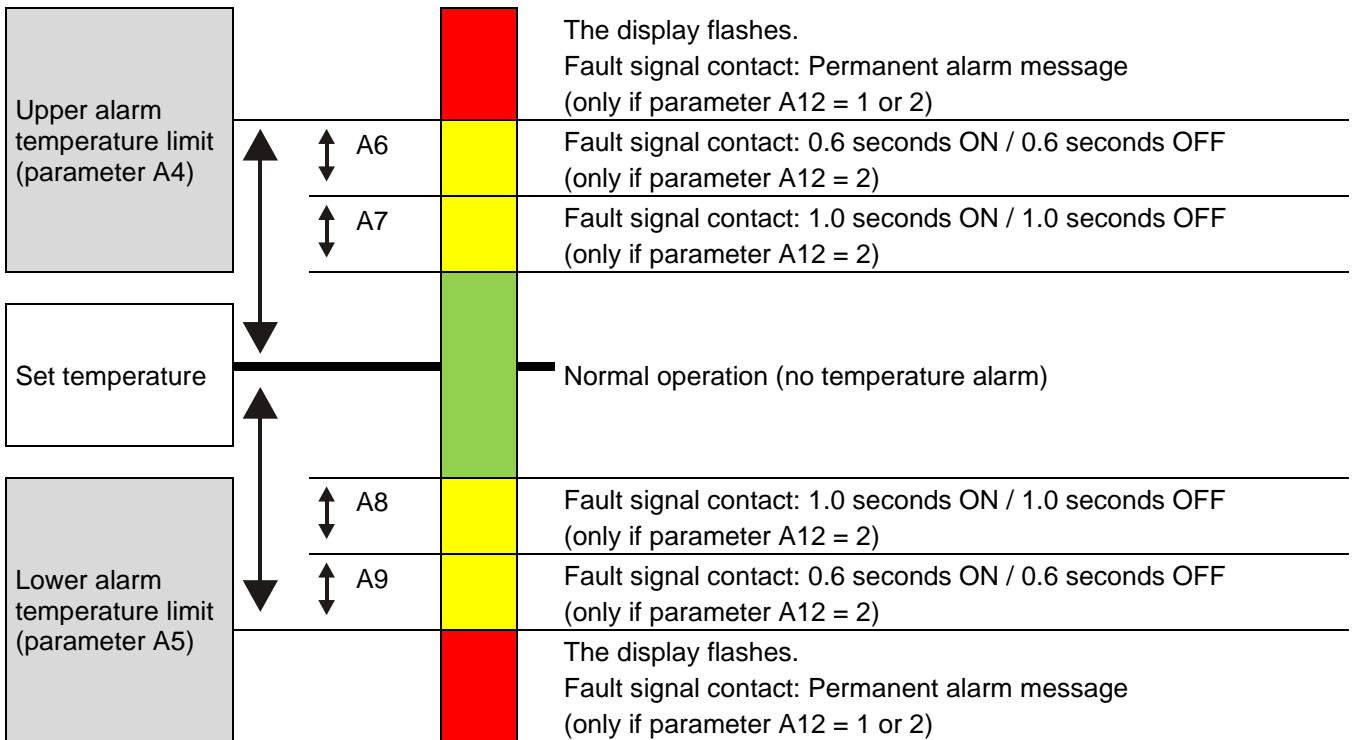 The display flashes.
Fault signal contact: Permanent alarm message
(only if parameter A12 = 1 or 2)
Upper alarm
temperature limit
(parameter A4)
A6
Fault signal contact: 0.6 seconds ON / 0.6 seconds OFF
(only if parameter A12 = 2)
A7
Fault signal contact: 1.0 seconds ON / 1.0 seconds OFF
(only if parameter A12 = 2)
Set temperature
Normal operation (no temperature alarm)
A8
Fault signal contact: 1.0 seconds ON / 1.0 seconds OFF
(only if parameter A12 = 2)
Lower alarm
temperature limit
(parameter A5)
A9
Fault signal contact: 0.6 seconds ON / 0.6 seconds OFF
(only if parameter A12 = 2)
The display flashes.
Fault signal contact: Permanent alarm message
(only if parameter A12 = 1 or 2)